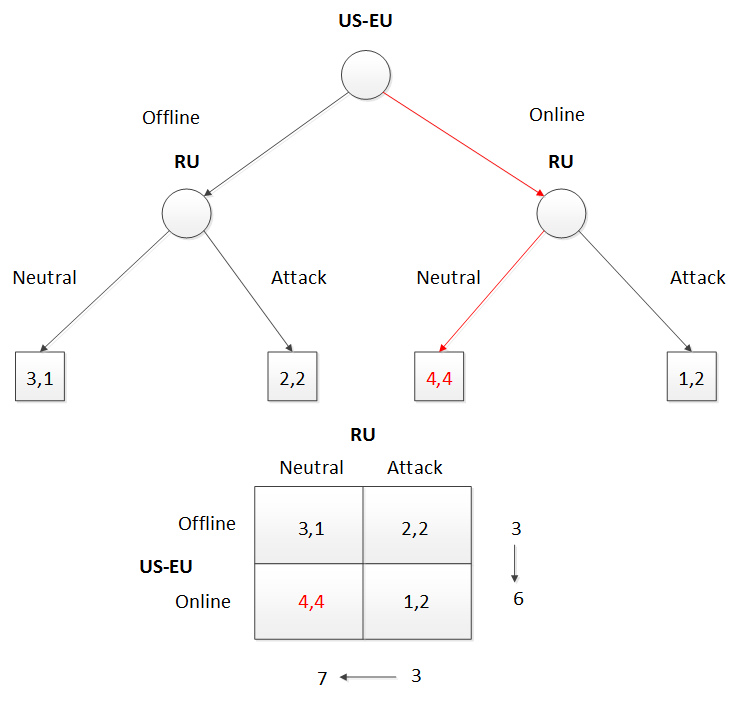 US-EU
Offline
Online
RU
RU
Neutral
Attack
Neutral
Attack
3,1
2,2
4,4
1,2
RU
Neutral
Attack
Offline
3,1
2,2
3
US-EU
Online
4,4
1,2
6
7
3